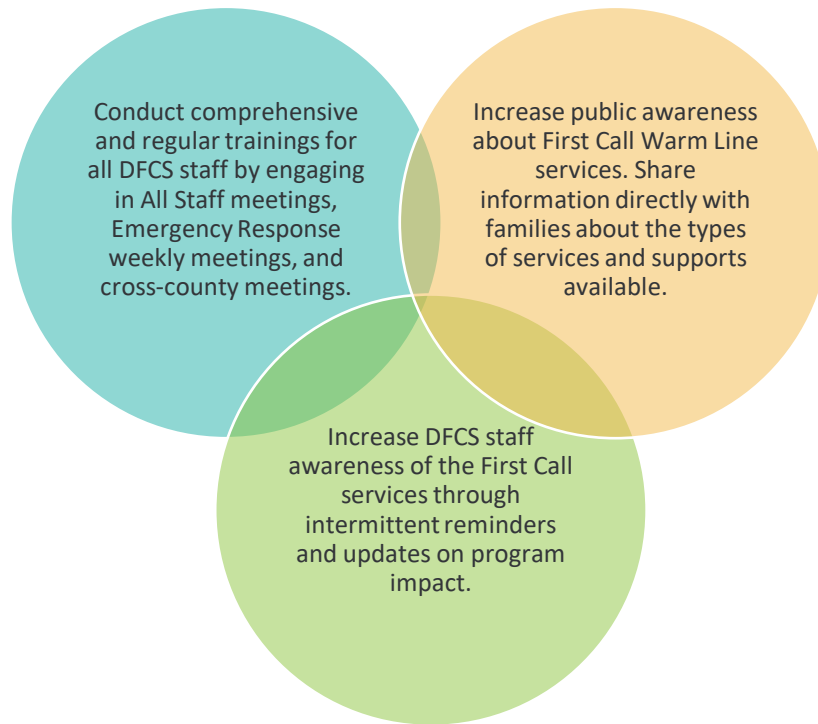 Conduct comprehensive
and regular trainings for
all DFCS staff by engaging
in All Staff meetings,
Emergency Response
weekly meetings, and
cross-county meetings.
Increase public awareness
about First Call Warm Line
services. Share
information directly with
families about the types
of services and supports
available.
Increase DFCS staff
awareness of the First Call
services through
intermittent reminders
and updates on program
impact.